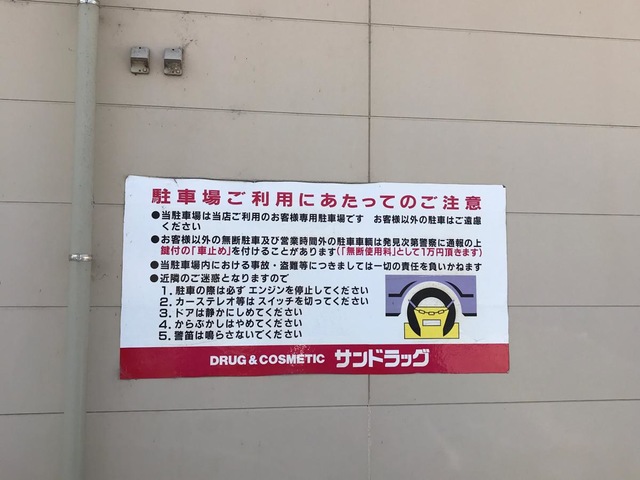 駐車場ご利用にあたってのご注意
●当駐車場は当店ご利用のお客様専用駐車場です お客様以外の駐車はご遠慮
ください
●お客様以外の無断駐車及び営業時間外の駐車車輌は発見次第警察に通報の上
鍵付の「車止め」を付けることがあります(「無断使用料」として1万円頂きます)
●当駐車場内における事故・盗難等につきましては一切の責任を負いかねます
●近隣のご迷惑となりますので
1. 駐車の際は必ず エンジンを停止してください
2. カーステレオ等は スイッチを切ってください
3. ドアは静かにしめてください
4. からぶかしはやめてください
5. 警笛は鳴らさないでください
DRUG & COSMETIC サンドラッグ